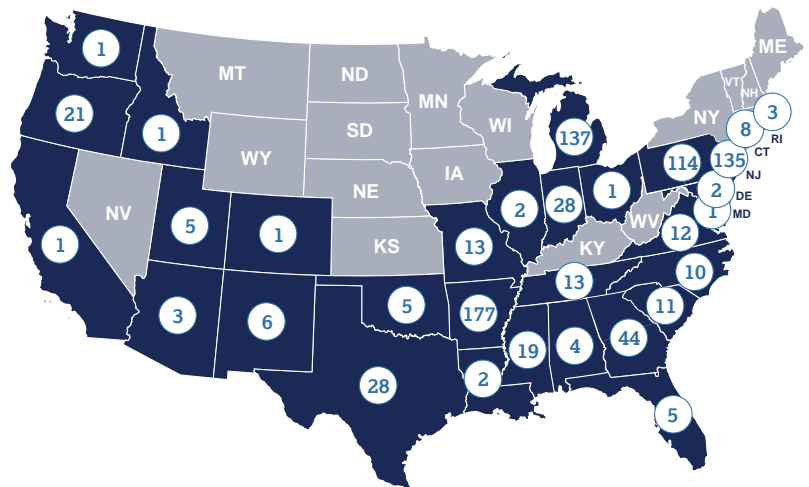 ME
1
MT
ND
VT
MN
NH
21
NY
3
WI
8
SD
1
137
RI
CT
WY
114
135
IA
NJ
NE
1
2
DE
NV
2
28
1
MD
5
WV
1
12
1
KS
13
KY
10
13
5
11
3
6
177
44
19
4
2
28
5